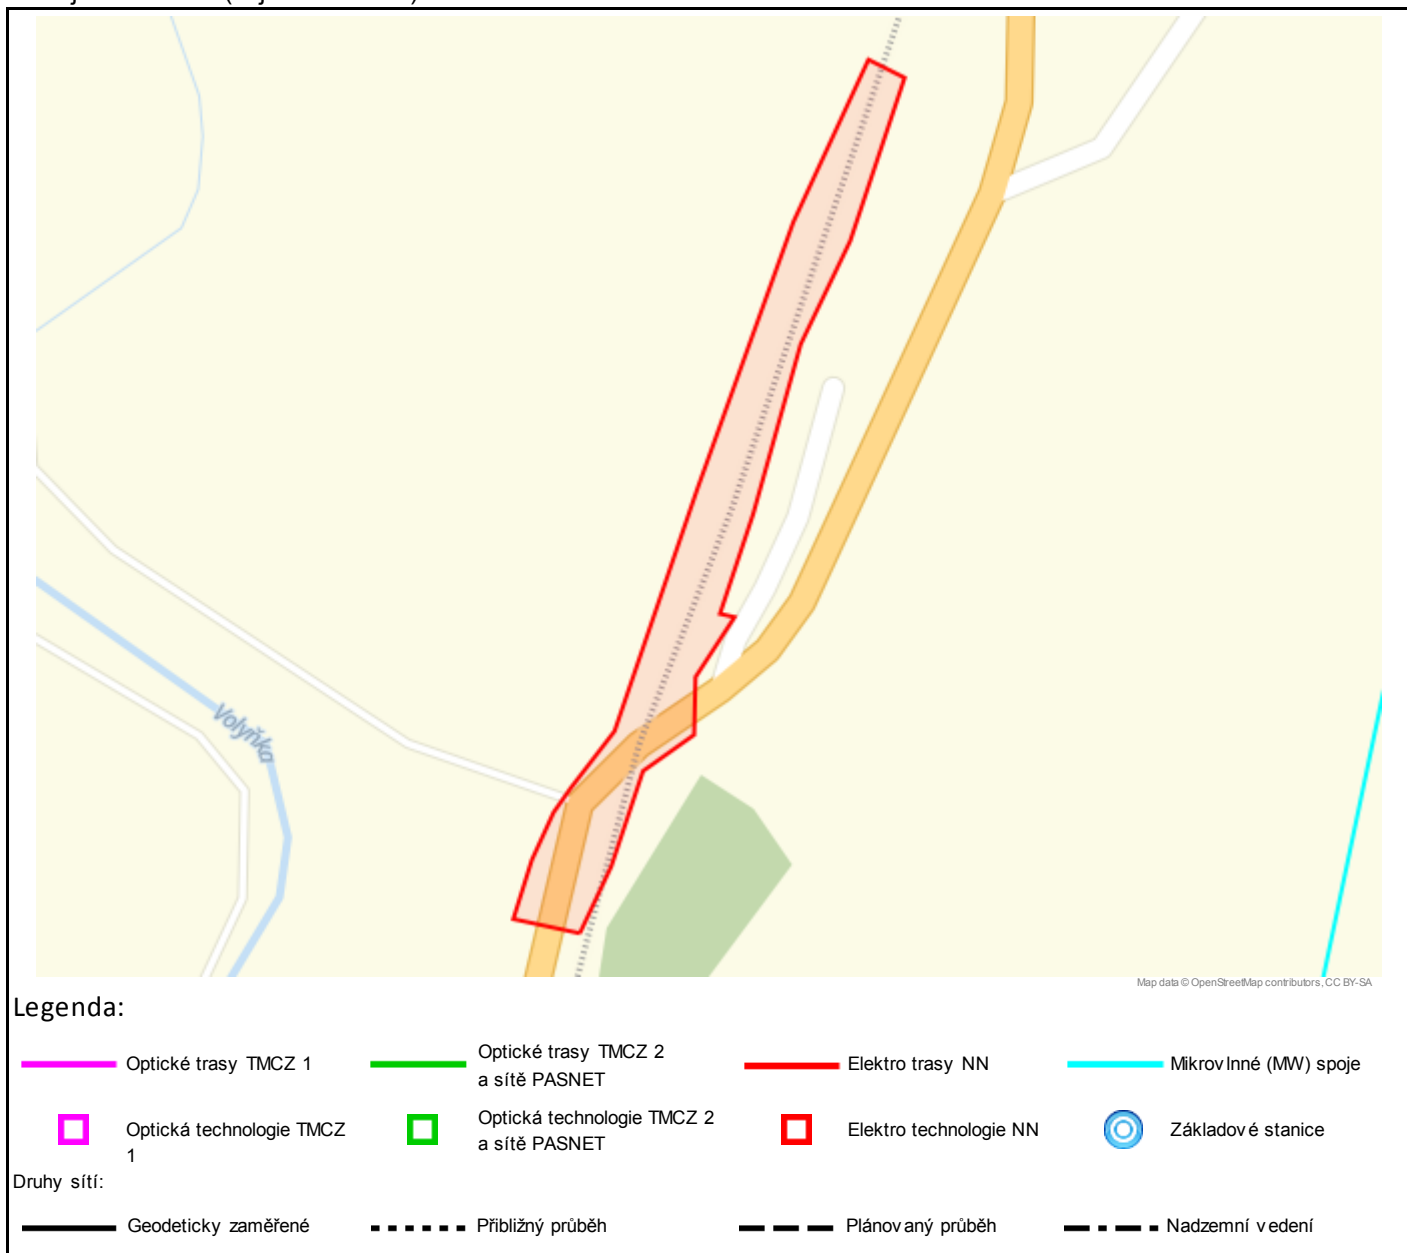 Volyňka
Map data © OpenStreetMap contributors, CC BY-SA
Legenda:
Optické trasy TMCZ 1
Optické trasy TMCZ 2
a sítě PASNET
Elektro trasy NN
Mikrovlnné (MW) spoje
Optická technologie TMCZ
1
Optická technologie TMCZ 2
a sítě PASNET
Elektro technologie NN
Základové stanice
Druhy sítí:
Geodeticky zaměřené
Přibližný průběh
Plánovaný průběh
Nadzemní vedení